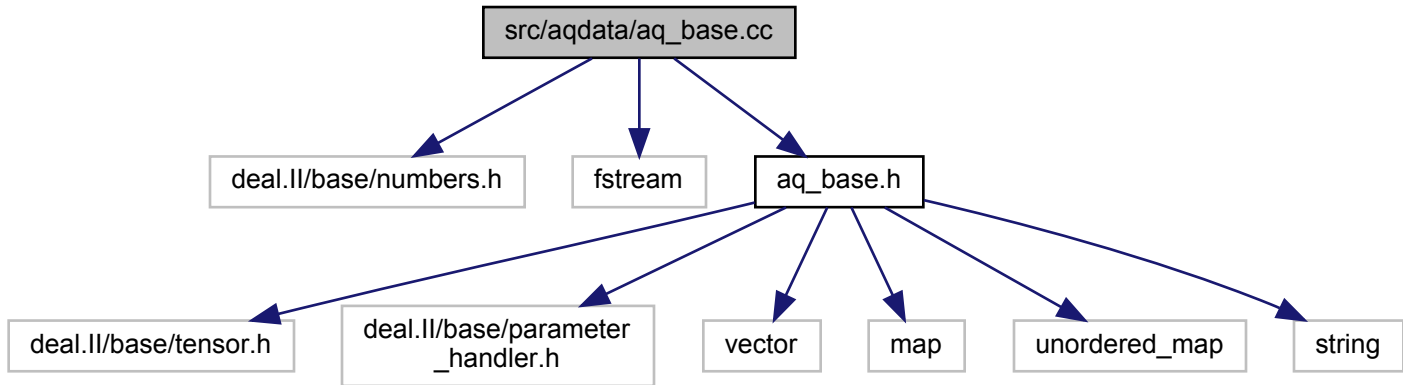 src/aqdata/aq_base.cc
deal.II/base/numbers.h
fstream
aq_base.h
deal.II/base/tensor.h
deal.II/base/parameter
_handler.h
vector
map
unordered_map
string